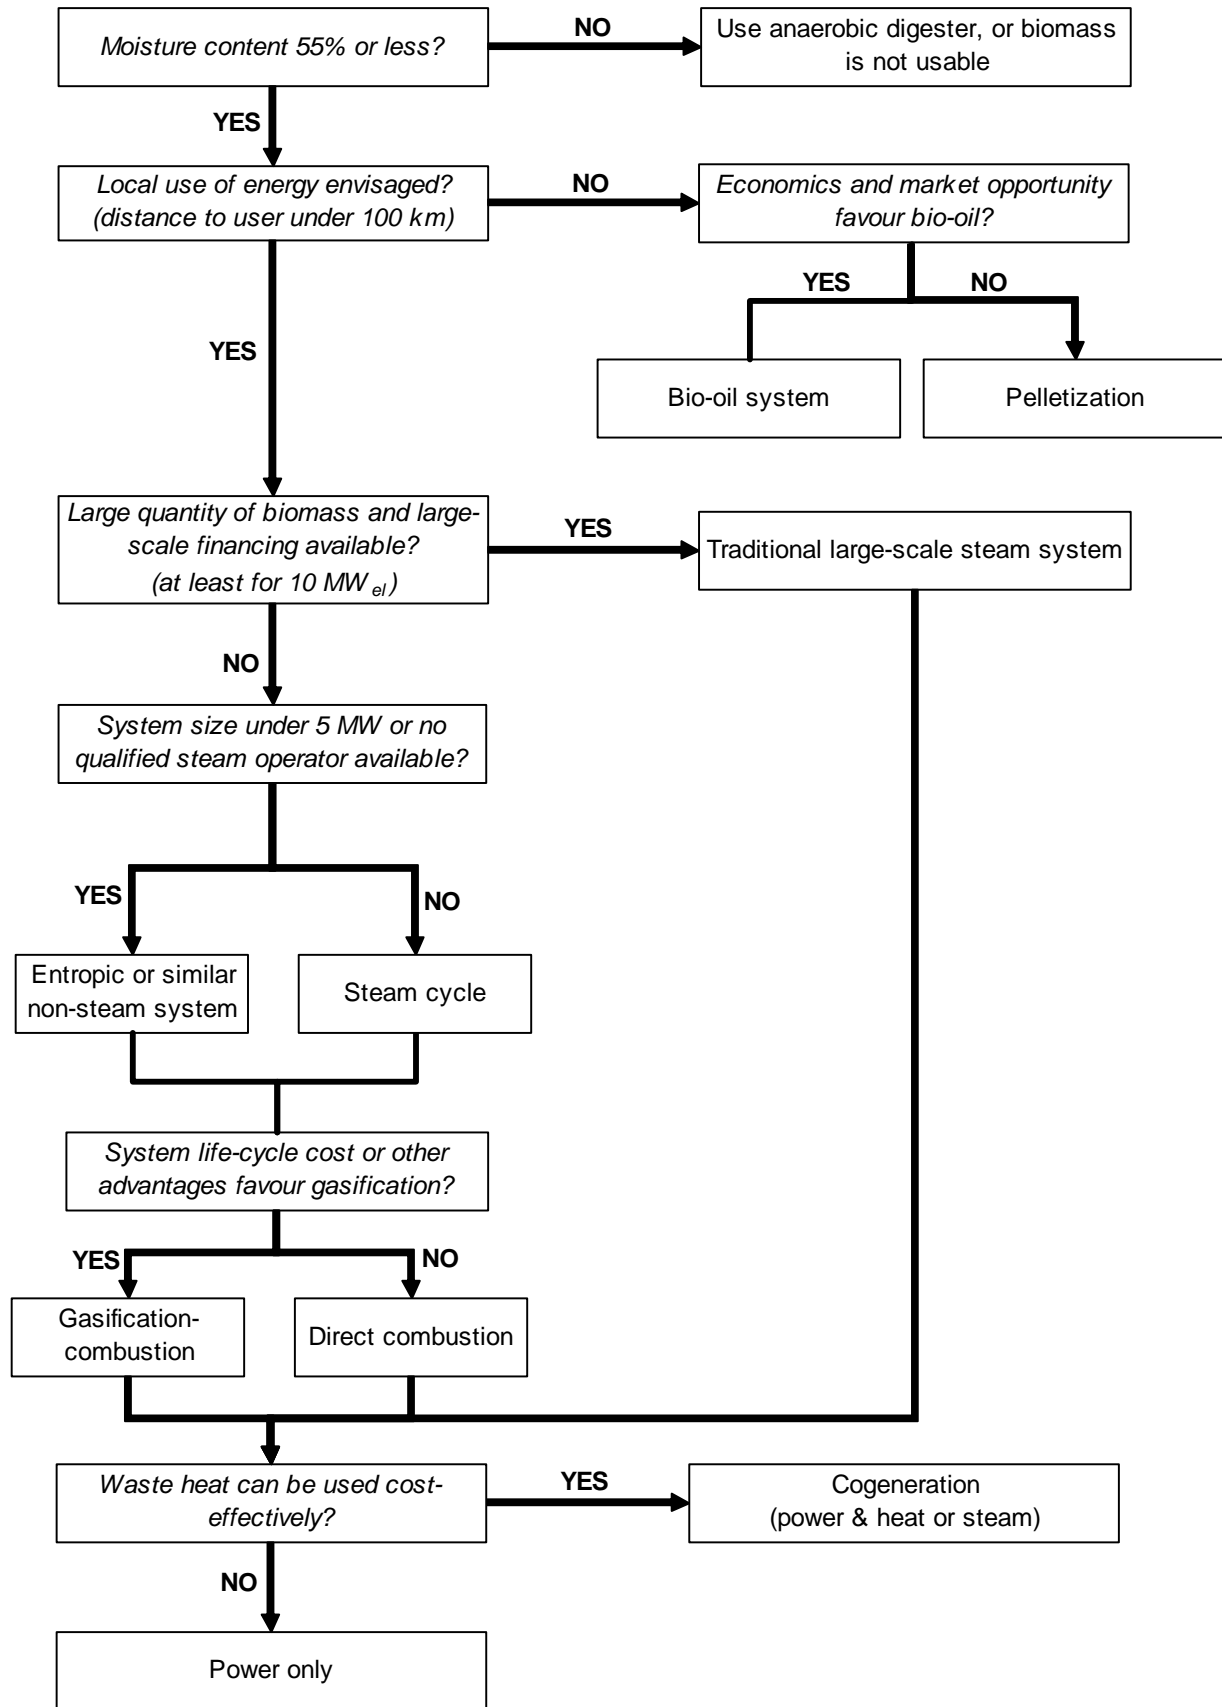 Moisture content 55% or less?
NO
Use anaerobic digester, or biomass
is not usable
YES
Local use of energy envisaged?
(distance to user under 100 km)
NO
Economics and market opportunity
favour bio-oil?
YES
NO
YES
Bio-oil system
Pelletization
Large quantity of biomass and large-
scale financing available?
(at least for 10 MW el)
YES
Traditional large-scale steam system
NO
System size under 5 MW or no
qualified steam operator available?
YES
NO
Entropic or similar
non-steam system
Steam cycle
System life-cycle cost or other
advantages favour gasification?
YES
NO
Gasification-
combustion
Direct combustion
Waste heat can be used cost-
effectively?
YES
Cogeneration
(power & heat or steam)
NO
Power only